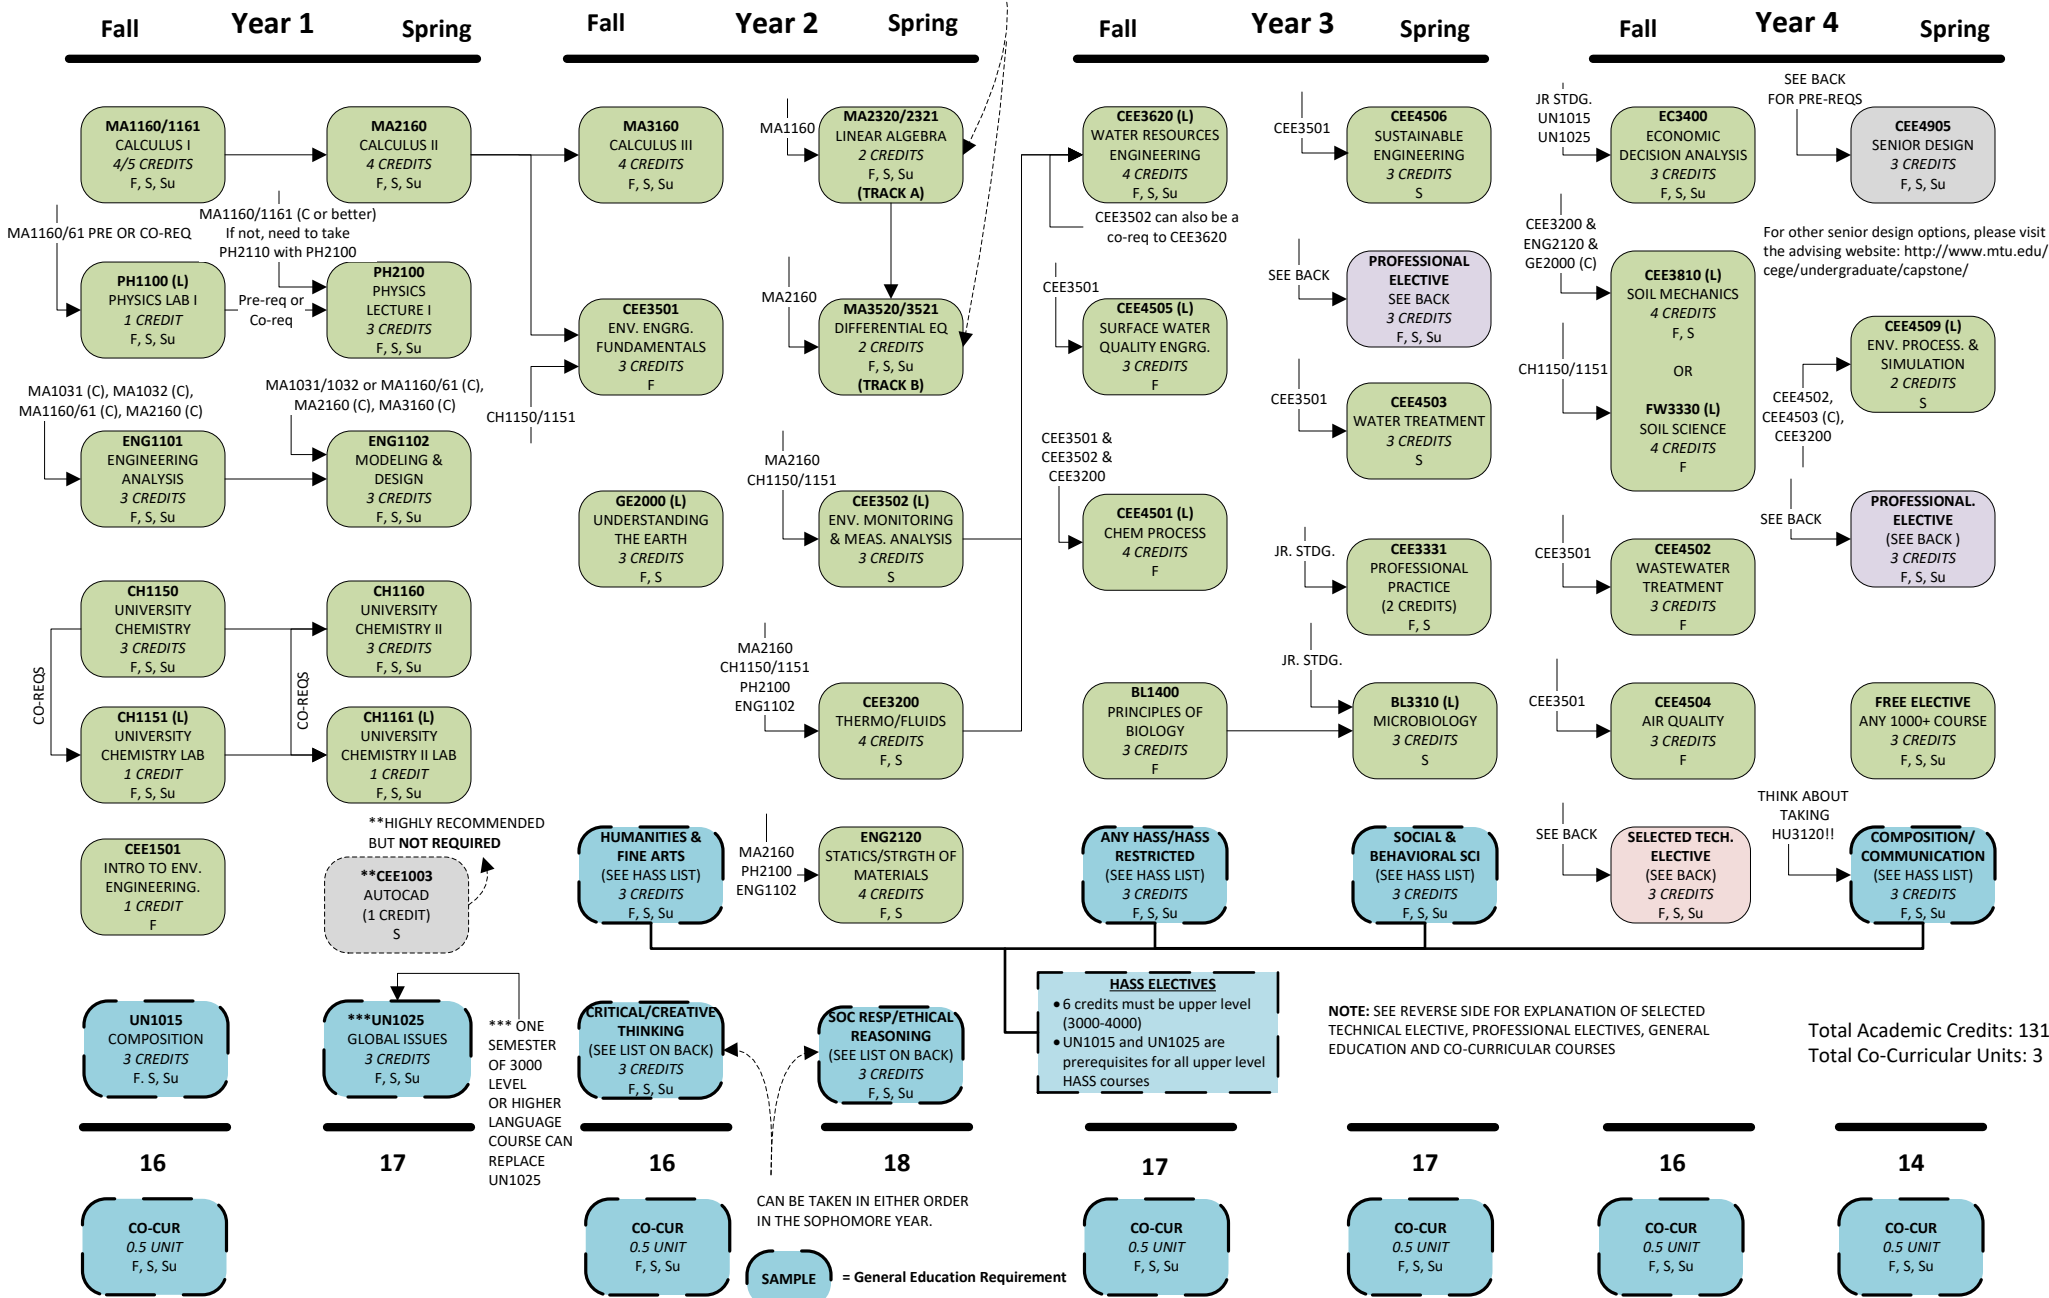 Fall
Year 1
Spring
Fall
Year 2
Spring
Fall
Year 3
Spring
Fall
Year 4
Spring
MA1160/1161
CALCULUS I
4/5 CREDITS
F, S, Su
MA2160
CALCULUS II
4 CREDITS
F, S, Su
MA1160/61 PRE OR CO-REQ
MA1160/1161 (C or better)
If not, need to take
PH2110 with PH2100
PH1100 (L)
PHYSICS LAB I
1 CREDIT
F, S, Su
Pre-req or
Co-req
PH2100
PHYSICS
LECTURE I
3 CREDITS
F, S, Su
MA1031 (C), MA1032 (C),
MA1160/61 (C), MA2160 (C)
MA1031/1032 or MA1160/61 (C),
MA2160 (C), MA3160 (C)
ENG1101
ENGINEERING
ANALYSIS
3 CREDITS
F, S, Su
ENG1102
MODELING &
DESIGN
3 CREDITS
F, S, Su
CH1150
UNIVERSITY
CHEMISTRY
3 CREDITS
F, S, Su
CH1160
UNIVERSITY
CHEMISTRY II
3 CREDITS
F, S, Su
CO-REQS
CO-REQS
CH1151 (L)
UNIVERSITY
CHEMISTRY LAB
1 CREDIT
F, S, Su
CH1161 (L)
UNIVERSITY
CHEMISTRY II LAB
1 CREDIT
F, S, Su
**HIGHLY RECOMMENDED
BUT NOT REQUIRED
CEE1501
INTRO TO ENV.
ENGINEERING.
1 CREDIT
F
**CEE1003
AUTOCAD
(1 CREDIT)
S
UN1015
COMPOSITION
3 CREDITS
F. S, Su
***UN1025
GLOBAL ISSUES
3 CREDITS
F, S, Su
*** ONE
SEMESTER
OF 3000
LEVEL
OR HIGHER
LANGUAGE
COURSE CAN
REPLACE
UN1025
16
17
CO-CUR
0.5 UNIT
F, S, Su
MA3160
CALCULUS III
4 CREDITS
F, S, Su
MA1160
MA2320/2321
LINEAR ALGEBRA
2 CREDITS
F, S, Su
(TRACK A)
CEE3501
ENV. ENGRG.
FUNDAMENTALS
3 CREDITS
F
CH1150/1151
MA2160
MA3520/3521
DIFFERENTIAL EQ
2 CREDITS
F, S, Su
(TRACK B)
GE2000 (L)
UNDERSTANDING
THE EARTH
3 CREDITS
F, S
MA2160
CH1150/1151
CEE3502 (L)
ENV. MONITORING
& MEAS. ANALYSIS
3 CREDITS
S
MA2160
CH1150/1151
PH2100
ENG1102
CEE3200
THERMO/FLUIDS
4 CREDITS
F, S
HUMANITIES &
FINE ARTS
(SEE HASS LIST)
3 CREDITS
F, S, Su
MA2160
PH2100
ENG1102
ENG2120
STATICS/STRGTH OF
MATERIALS
4 CREDITS
F, S
CRITICAL/CREATIVE
THINKING
(SEE LIST ON BACK)
3 CREDITS
F, S, Su
SOC RESP/ETHICAL
REASONING
(SEE LIST ON BACK)
3 CREDITS
F, S, Su
16
18
CAN BE TAKEN IN EITHER ORDER
IN THE SOPHOMORE YEAR.
CO-CUR
0.5 UNIT
F, S, Su
SAMPLE
= General Education Requirement
CEE3620 (L)
WATER RESOURCES
ENGINEERING
4 CREDITS
F, S, Su
CEE3502 can also be a
co-req to CEE3620
CEE3501
CEE4506
SUSTAINABLE
ENGINEERING
3 CREDITS
S
CEE3501
CEE4505 (L)
SURFACE WATER
QUALITY ENGRG.
3 CREDITS
F
SEE BACK
PROFESSIONAL
ELECTIVE
SEE BACK
3 CREDITS
F, S, Su
CEE3501
CEE4503
WATER TREATMENT
3 CREDITS
S
CEE3501 &
CEE3502 &
CEE3200
CEE4501 (L)
CHEM PROCESS
4 CREDITS
F
JR. STDG.
CEE3331
PROFESSIONAL
PRACTICE
(2 CREDITS)
F, S
BL1400
PRINCIPLES OF
BIOLOGY
3 CREDITS
F
JR. STDG.
BL3310 (L)
MICROBIOLOGY
3 CREDITS
S
ANY HASS/HASS
RESTRICTED
(SEE HASS LIST)
3 CREDITS
F, S, Su
SOCIAL &
BEHAVIORAL SCI
(SEE HASS LIST)
3 CREDITS
F, S, Su
HASS ELECTIVES
• 6 credits must be upper level
(3000-4000)
• UN1015 and UN1025 are
prerequisites for all upper level
HASS courses
NOTE: SEE REVERSE SIDE FOR EXPLANATION OF SELECTED
TECHNICAL ELECTIVE, PROFESSIONAL ELECTIVES, GENERAL
EDUCATION AND CO-CURRICULAR COURSES
17
17
CO-CUR
0.5 UNIT
F, S, Su
CO-CUR
0.5 UNIT
F, S, Su
JR STDG.
UN1015
UN1025
EC3400
ECONOMIC
DECISION ANALYSIS
3 CREDITS
F, S, Su
SEE BACK
FOR PRE-REQS
CEE4905
SENIOR DESIGN
3 CREDITS
F, S, Su
For other senior design options, please visit
the advising website: http://www.mtu.edu/
cege/undergraduate/capstone/
CEE3200 &
ENG2120 &
GE2000 (C)
CEE3810 (L)
SOIL MECHANICS
4 CREDITS
F, S
OR
FW3330 (L)
SOIL SCIENCE
4 CREDITS
F
CH1150/1151
CEE4502,
CEE4503 (C),
CEE3200
CEE4509 (L)
ENV. PROCESS. &
SIMULATION
2 CREDITS
S
SEE BACK
PROFESSIONAL.
ELECTIVE
(SEE BACK )
3 CREDITS
F, S, Su
CEE3501
CEE4502
WASTEWATER
TREATMENT
3 CREDITS
F
CEE3501
CEE4504
AIR QUALITY
3 CREDITS
F
FREE ELECTIVE
ANY 1000+ COURSE
3 CREDITS
F, S, Su
SEE BACK
SELECTED TECH.
ELECTIVE
(SEE BACK)
3 CREDITS
F, S, Su
THINK ABOUT
TAKING
HU3120!!
COMPOSITION/
COMMUNICATION
(SEE HASS LIST)
3 CREDITS
F, S, Su
Total Academic Credits: 131
Total Co-Curricular Units: 3
16
14
CO-CUR
0.5 UNIT
F, S, Su
CO-CUR
0.5 UNIT
F, S, Su